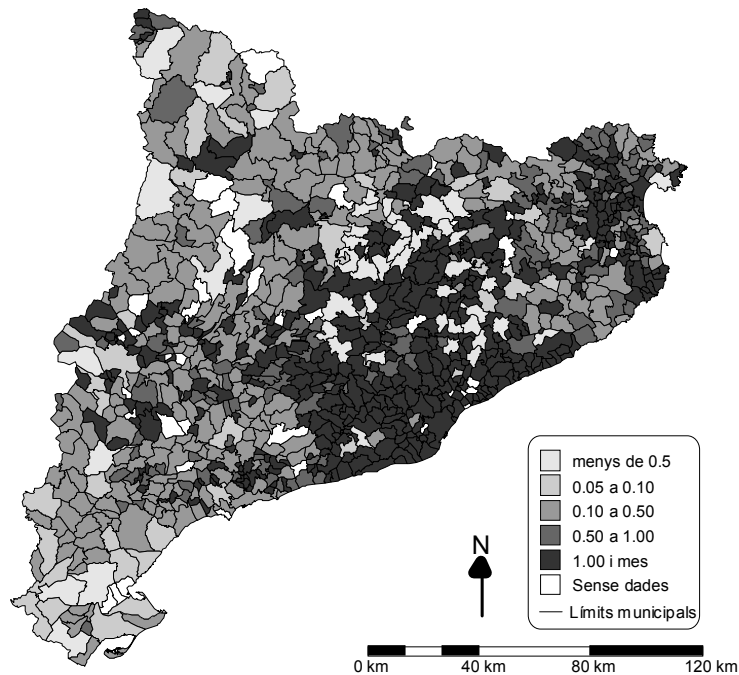 menys de 0.5
0.05 a 0.10
0.10 a 0.50
0.50 a 1.00
1.00 i mes
Sense dades
Límits municipals
N
0 km 40 km 80 km 120 km